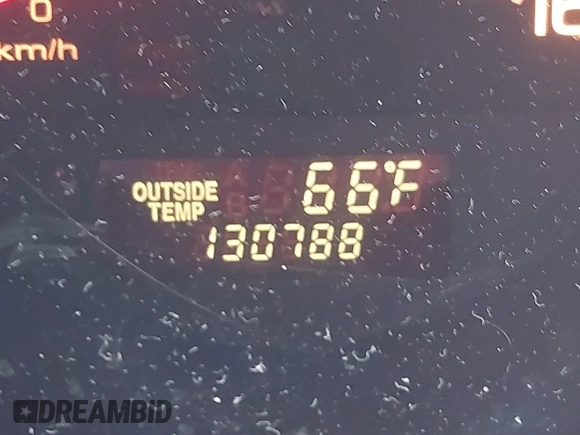 0
km/h
OUTSIDE
TEMP
66°F
130788
DREAMBID